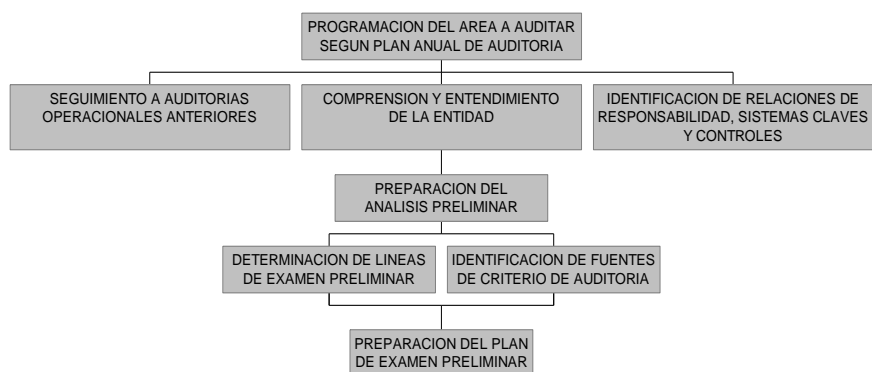 PROGRAMACION DEL AREA A AUDITAR
SEGUN PLAN ANUAL DE AUDITORIA
SEGUIMIENTO A AUDITORIAS
OPERACIONALES ANTERIORES
COMPRENSION Y ENTENDIMIENTO
DE LA ENTIDAD
IDENTIFICACION DE RELACIONES DE
RESPONSABILIDAD, SISTEMAS CLAVES
Y CONTROLES
PREPARACION DEL
ANALISIS PRELIMINAR
DETERMINACION DE LINEAS
DE EXAMEN PRELIMINAR
IDENTIFICACION DE FUENTES
DE CRITERIO DE AUDITORIA
PREPARACION DEL PLAN
DE EXAMEN PRELIMINAR